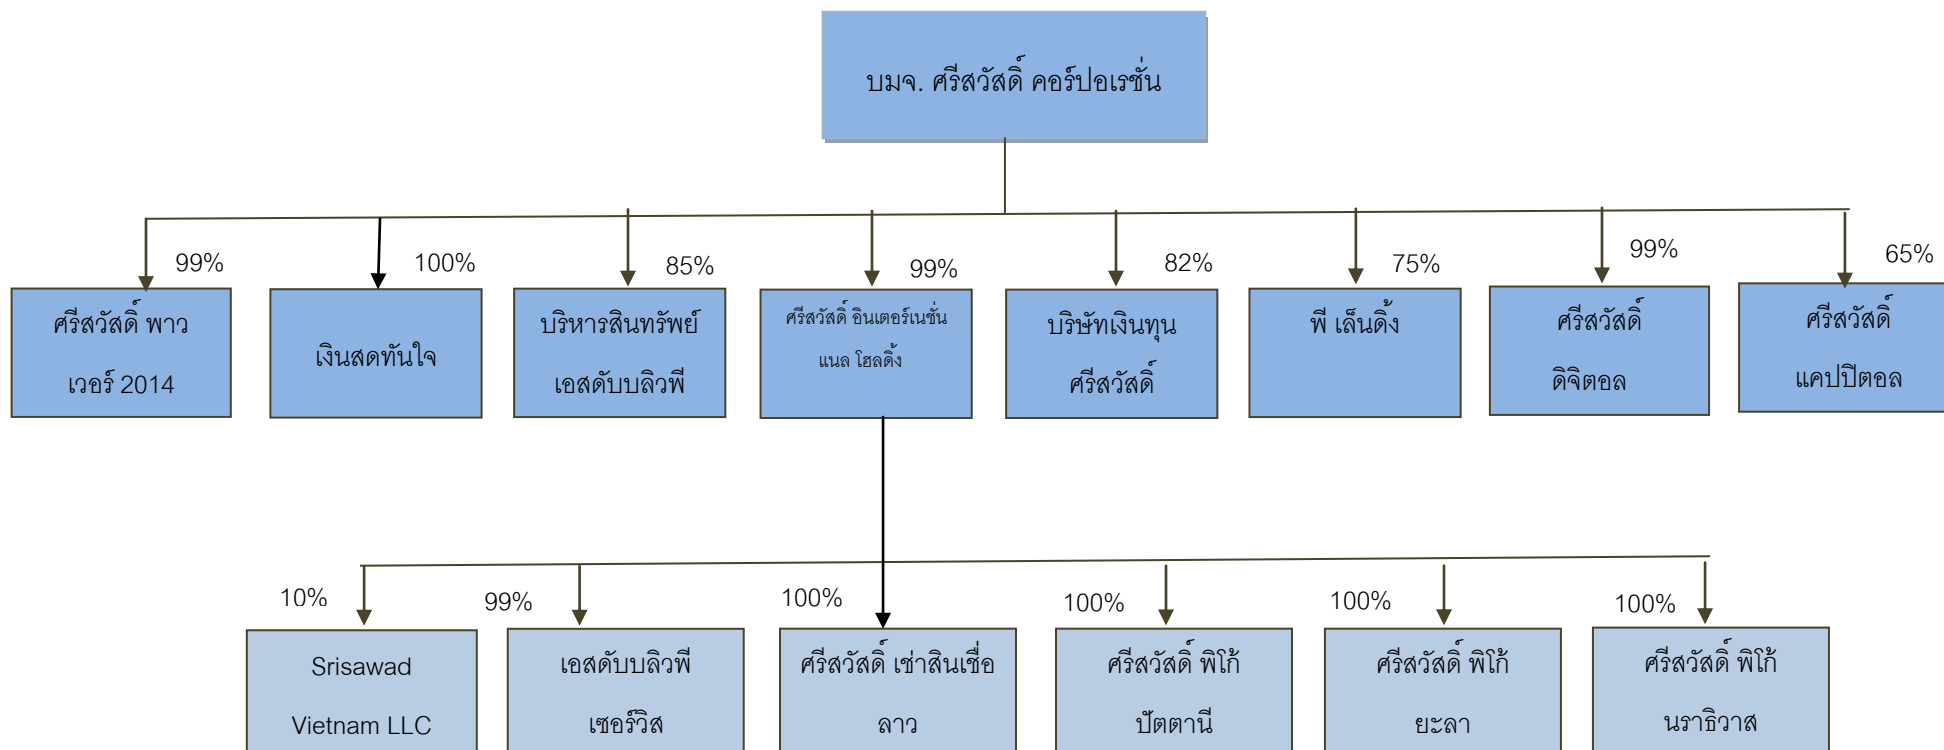 บมจ. ศรีสวัสดิ์ คอร์ปอเรชั่น
99%
100%
85%
99%
82%
75%
99%
65%
ศรีสวัสดิ์ พาว
เวอร์ 2014
เงินสดทันใจ
บริหารสินทรัพย์
เอสดับบลิวพี
ศรีสวัสดิ์ อินเตอร์เนชั่น
แนล โฮลดิ้ง
บริษัทเงินทุน
ศรีสวัสดิ์
พี เล็นดิ้ง
ศรีสวัสดิ์
ดิจิตอล
ศรีสวัสดิ์
แคปปิตอล
10%
99%
100%
100%
100%
100%
Srisawad
Vietnam LLC
เอสดับบลิวพี
เซอร์วิส
ศรีสวัสดิ์ เช่าสินเชื่อ
ลาว
ศรีสวัสดิ์ พิโก้
ปัตตานี
ศรีสวัสดิ์ พิโก้
ยะลา
ศรีสวัสดิ์ พิโก้
นราธิวาส